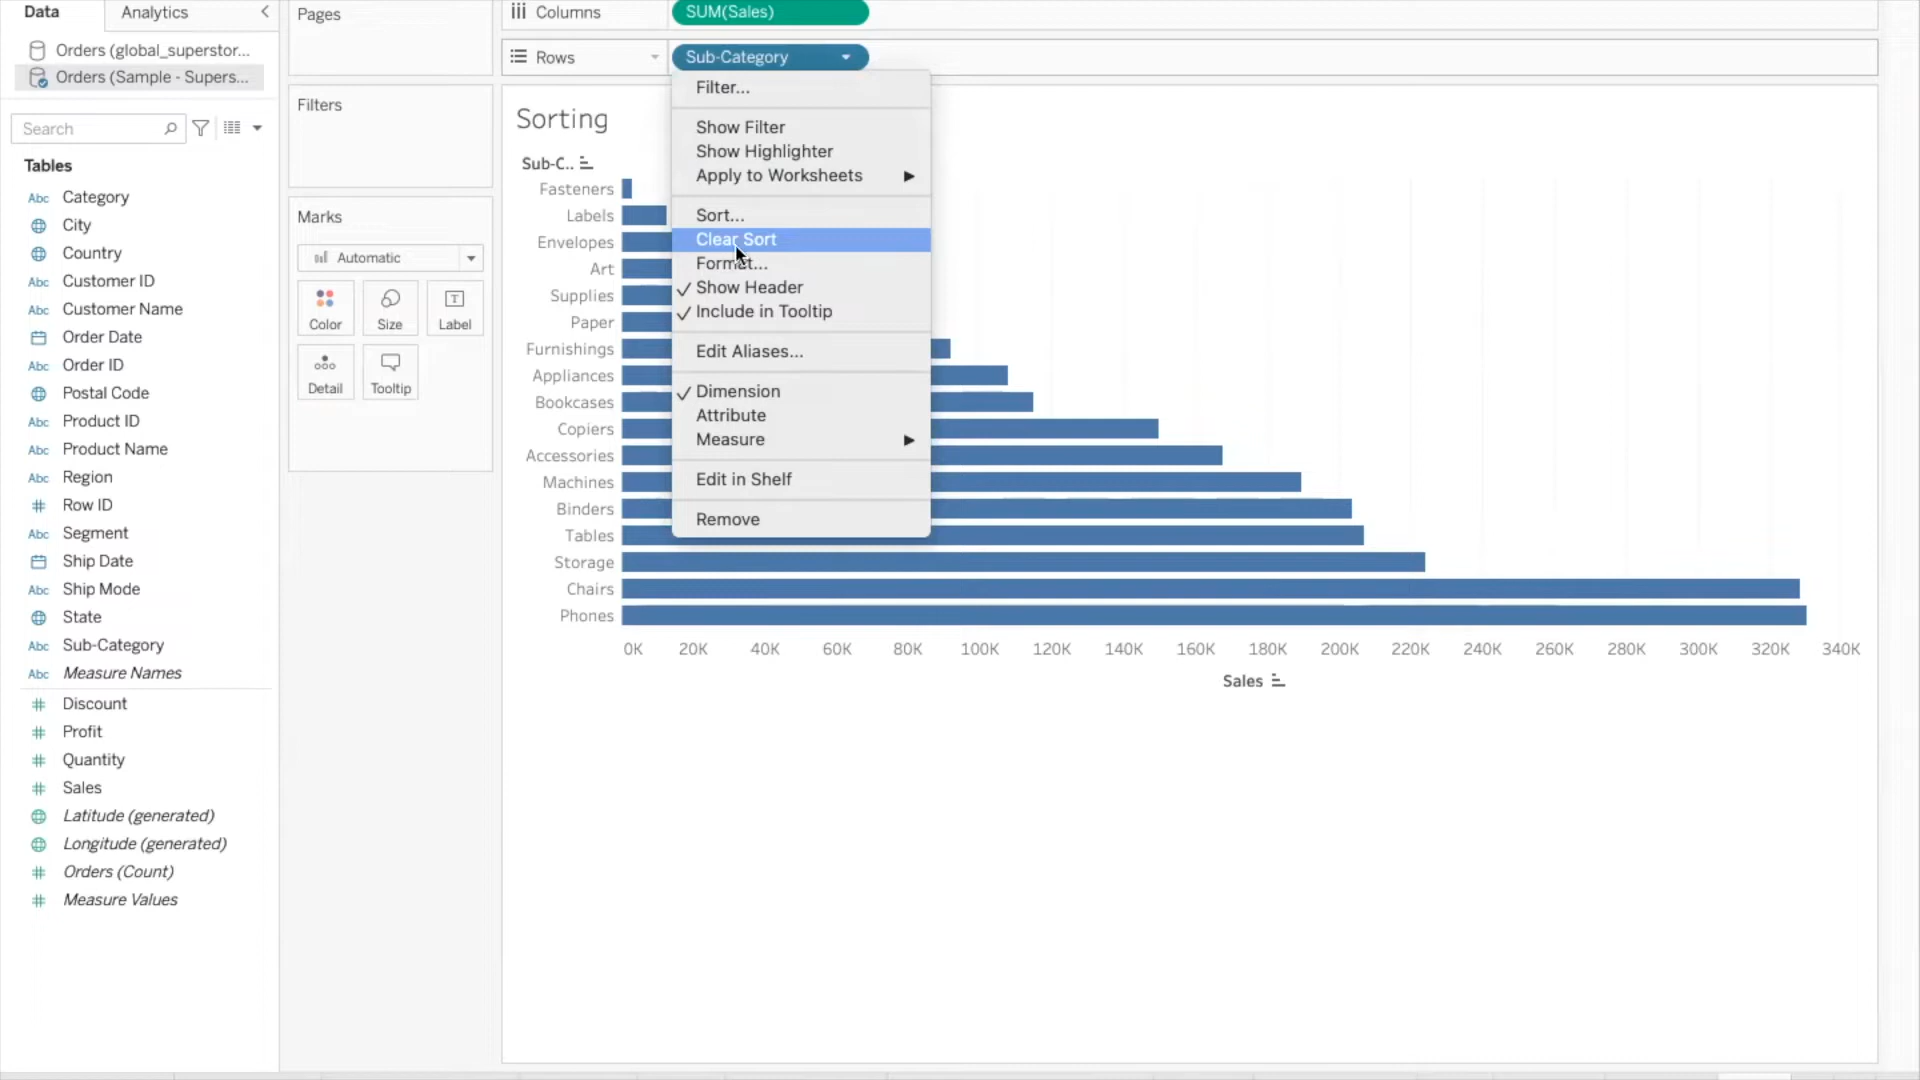 Data
Analytics
Orders (global_superstor...
Orders (Sample - Supers...
Search
Tables
Abc Category
City
Country
Abc Customer ID
Abc Customer Name
Order Date
Abc Order ID
Postal Code
Abc Product ID
Abc Product Name
Abc Region
# Row ID
Abc Segment
Ship Date
Abc Ship Mode
State
Abc Sub-Category
Abc Measure Names
# Discount
# Profit
# Quantity
# Sales
Latitude (generated)
Longitude (generated)
# Orders (Count)
# Measure Values
Pages
Filters
Marks
Automatic
Color
Size
T
Label
Detail
Tooltip
Columns
SUM(Sales)
Rows
Sub-Category
Filter...
Show Filter
Show Highlighter
Apply to Worksheets
Sort...
Clear Sort
Format...
Show Header
Include in Tooltip
Edit Aliases...
Dimension
Attribute
Measure
Edit in Shelf
Remove
Sorting
Sub-C..
Fasteners
Labels
Envelopes
Art
Supplies
Paper
Furnishings
Appliances
Bookcases
Copiers
Accessories
Machines
Binders
Tables
Storage
Chairs
Phones
0K 20K 40K 60K 80K 100K 120K 140K 160K 180K 200K 220K 240K 260K 280K 300K 320K 340K
Sales